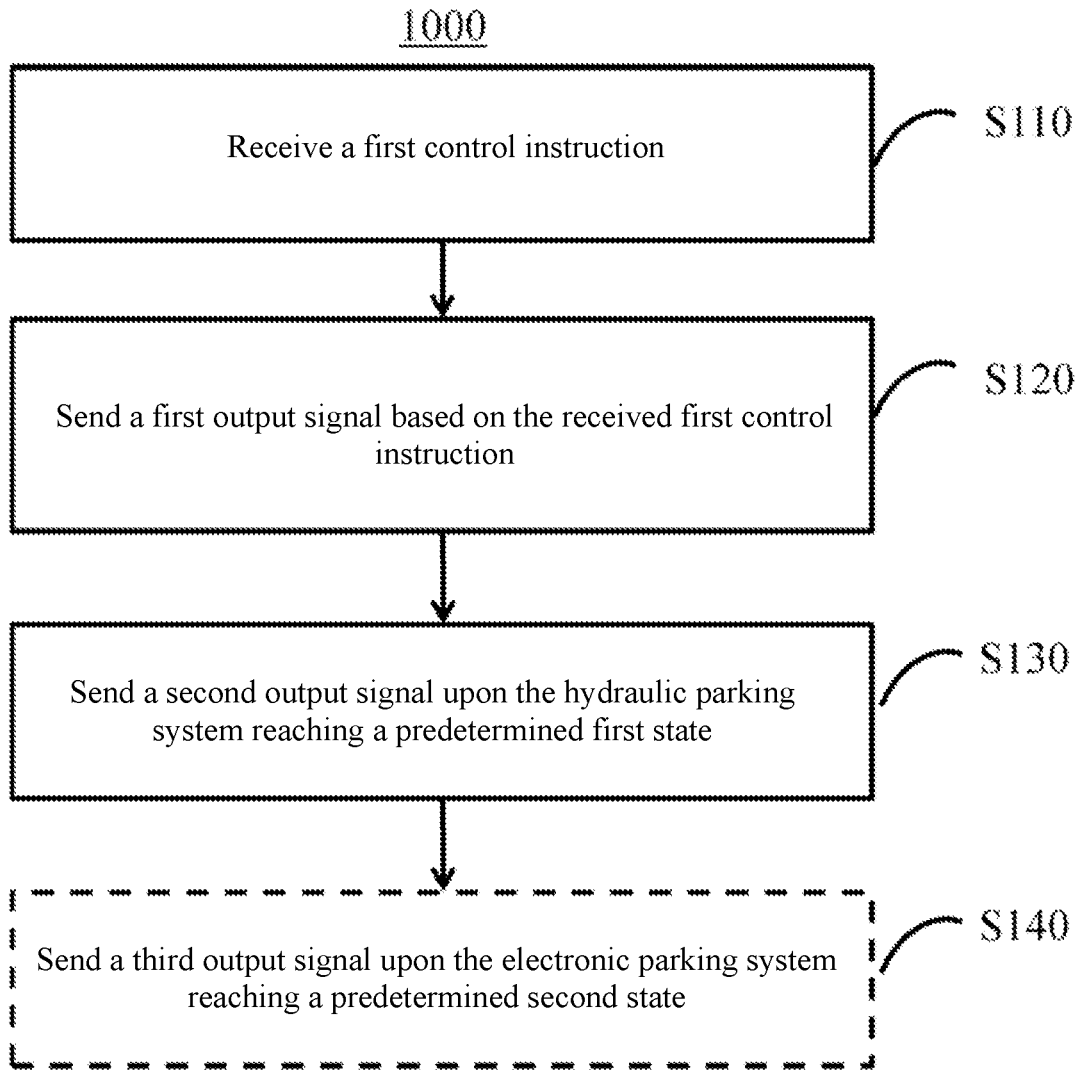 1000
Receive a first control instruction
S110
Send a first output signal based on the received first control
instruction
S120
Send a second output signal upon the hydraulic parking
system reaching a predetermined first state
S130
Send a third output signal upon the electronic parking system
reaching a predetermined second state
S140